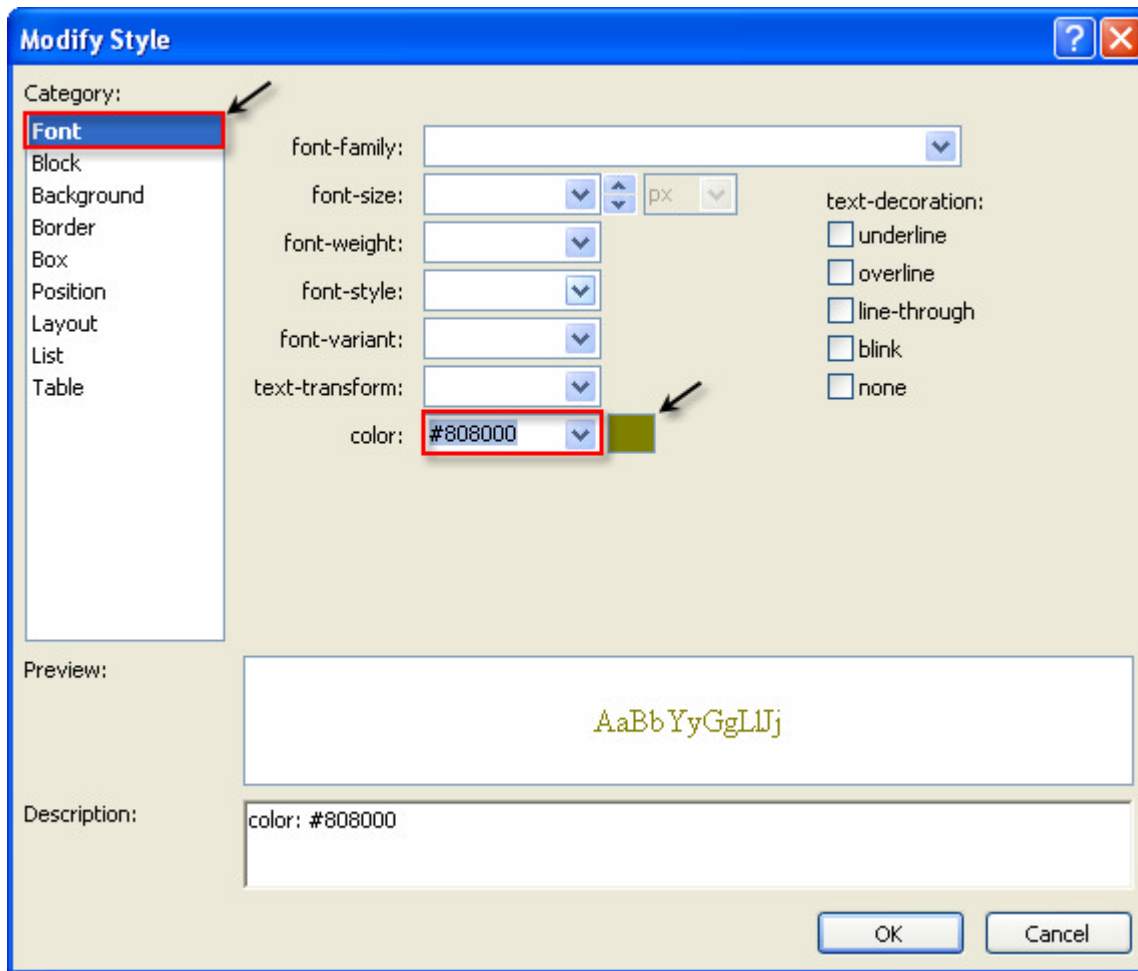 Modify Style
Category:
Font
Block
Background
Border
Box
Position
Layout
List
Table
font-family:
font-size:
px
font-weight:
font-style:
font-variant:
text-transform:
color:
#808000
text-decoration:
underline
overline
line-through
blink
none
Preview:
AaBbYyGgLlJj
Description:
color: #808000
OK
Cancel